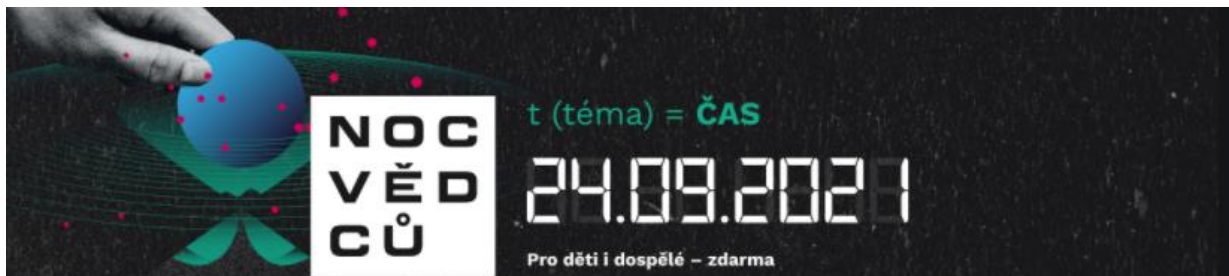 NOC
VĚD
CŮ
t (téma) = ČAS
24.09.2021
Pro děti i dospělé – zdarma